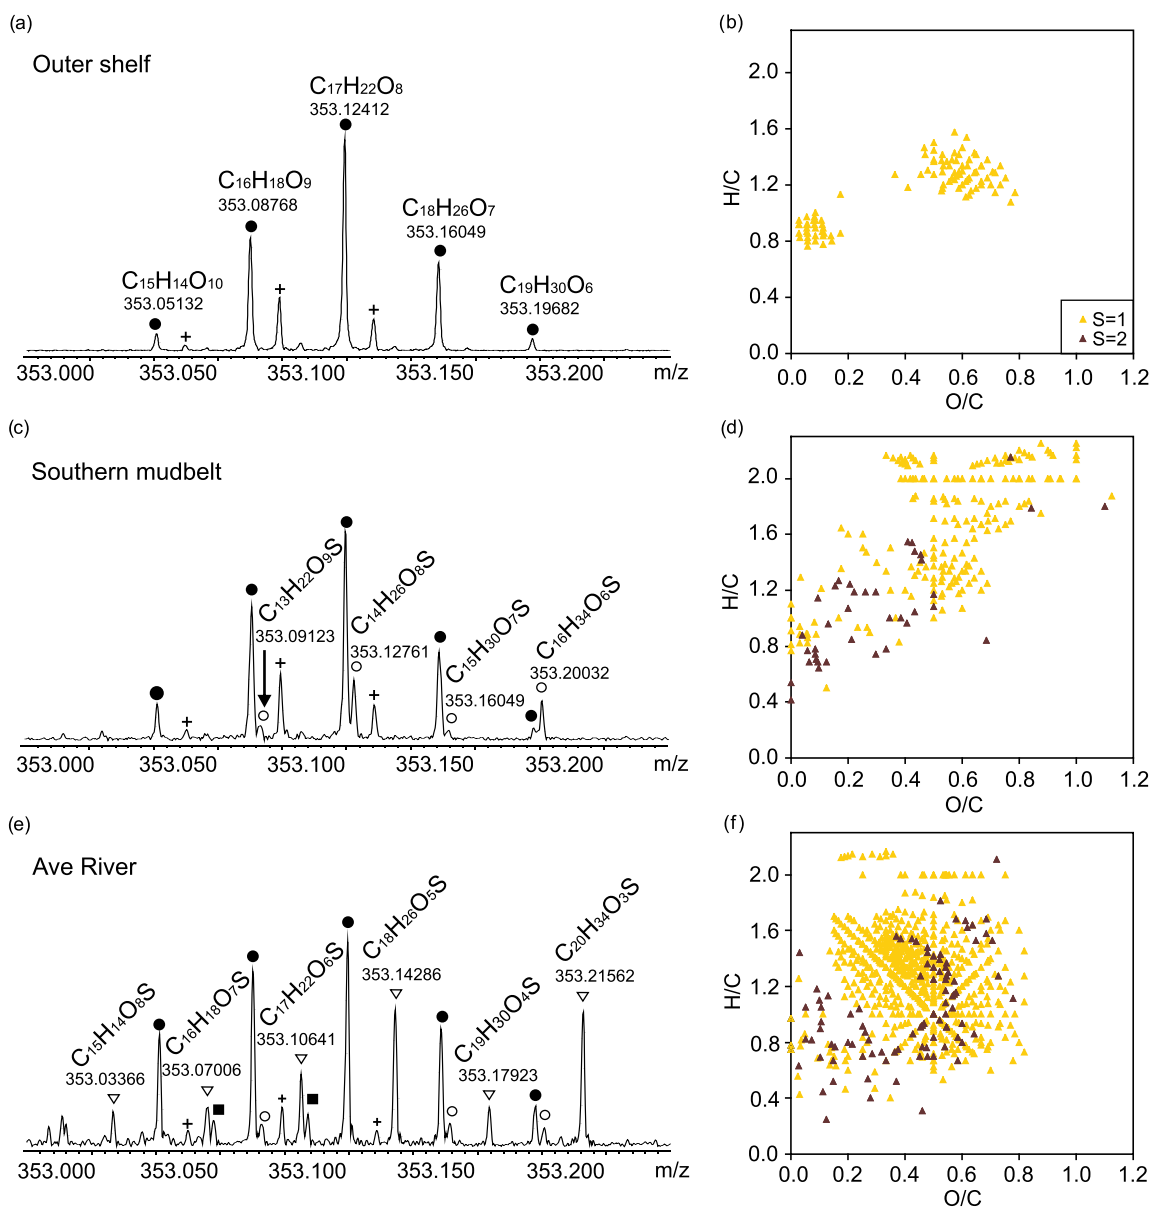 (a)
Outer shelf
C15H14O10
353.05132
C16H18O9
353.08768
C17H22O8
353.12412
C18H26O7
353.16049
C19H30O6
353.19682
+
+
+
353.000 353.050 353.100 353.150 353.200 m/z
(b)
H/C
2.0
1.6
1.2
0.8
0.4
0.0
S=1
S=2
0.0 0.2 0.4 0.6 0.8 1.0 1.2
O/C
(c)
Southern mudbelt
C13H22O9S
353.09123
C14H26O8S
353.12761
C15H30O7S
353.16049
C16H34O6S
353.20032
+
+
+
353.000 353.050 353.100 353.150 353.200 m/z
(d)
H/C
2.0
1.6
1.2
0.8
0.4
0.0
0.0 0.2 0.4 0.6 0.8 1.0 1.2
O/C
(e)
Ave River
C15H14O8S
353.03366
C16H18O7S
353.07006
C17H22O6S
353.10641
C18H26O5S
353.14286
C19H30O4S
353.17923
C20H34O3S
353.21562
+
+
+
353.000 353.050 353.100 353.150 353.200 m/z
(f)
H/C
2.0
1.6
1.2
0.8
0.4
0.0
0.0 0.2 0.4 0.6 0.8 1.0 1.2
O/C